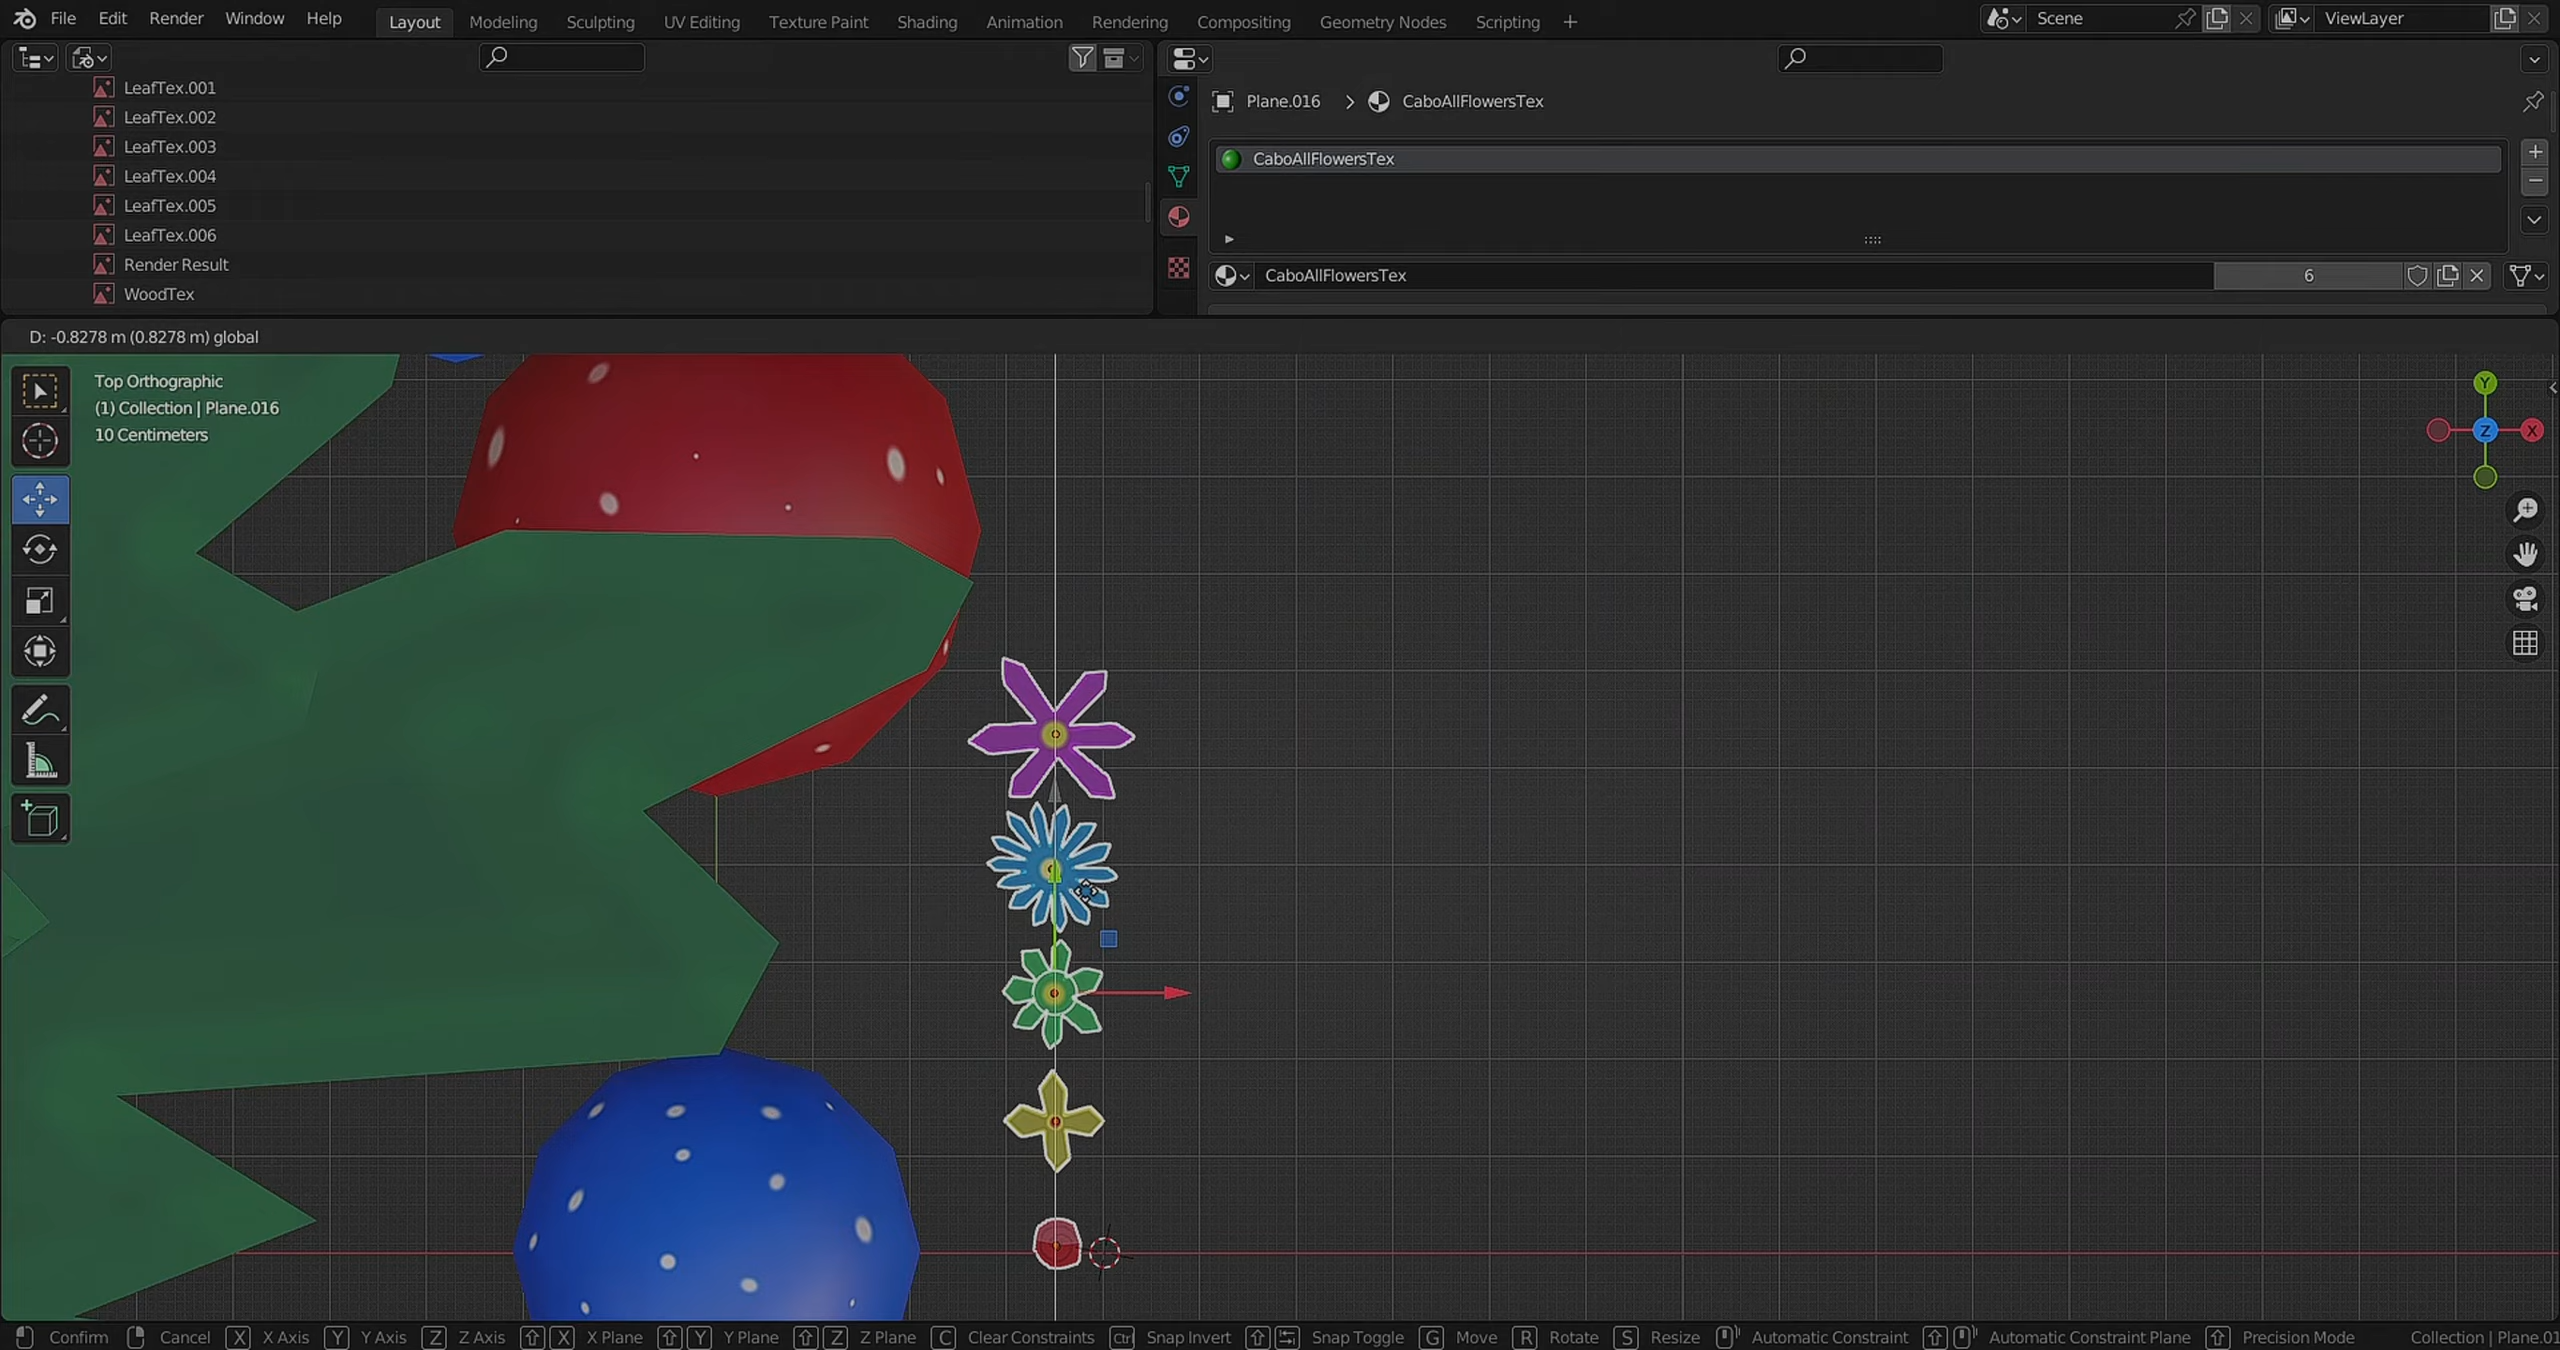 File Edit Render Window Help Layout Modeling Sculpting UV Editing Texture Paint Shading Animation Rendering Compositing Geometry Nodes Scripting + Scene ViewLayer
LeafTex.001
LeafTex.002
LeafTex.003
LeafTex.004
LeafTex.005
LeafTex.006
Render Result
WoodTex
Plane.016 > CaboAllFlowersTex
CaboAllFlowersTex
CaboAllFlowersTex 6
D: -0.8278 m (0.8278 m) global
Top Orthographic
(1) Collection | Plane.016
10 Centimeters
Y
Z X
Confirm Cancel X X Axis Y Y Axis Z Z Axis X X Plane Y Y Plane Z Z Plane C Clear Constraints Ctrl Snap Invert Snap Toggle G Move R Rotate S Resize Automatic Constraint Automatic Constraint Plane Precision Mode Collection | Plane.01